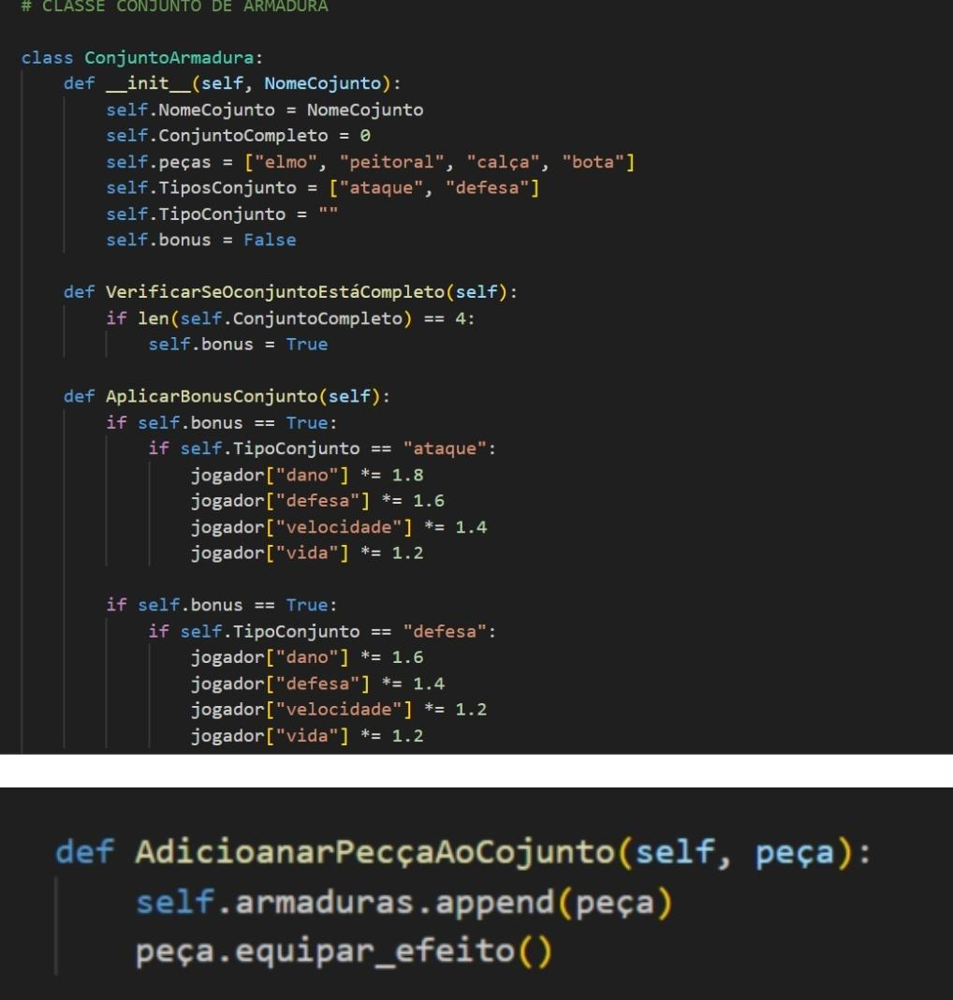 # CLASSE CONJUNTO DE ARMADURA
class ConjuntoArmadura:
def __init__(self, NomeCojunto):
self.NomeCojunto = NomeCojunto
self.ConjuntoCompleto = 0
self.peças = ["elmo", "peitoral", "calça", "bota"]
self.TiposConjunto = ["ataque", "defesa"]
self.TipoConjunto = ""
self.bonus = False
def VerificarSeOconjuntoEstáCompleto(self):
if len(self.ConjuntoCompleto) == 4:
self.bonus = True
def AplicarBonusConjunto(self):
if self.bonus == True:
if self.TipoConjunto == "ataque":
jogador["dano"] *= 1.8
jogador["defesa"] *= 1.6
jogador["velocidade"] *= 1.4
jogador["vida"] *= 1.2
if self.bonus == True:
if self.TipoConjunto == "defesa":
jogador["dano"] *= 1.6
jogador["defesa"] *= 1.4
jogador["velocidade"] *= 1.2
jogador["vida"] *= 1.2
def AdicioanarPecçaAoCojunto(self, peça):
self.armaduras.append(peça)
peça.equipar_efeito()